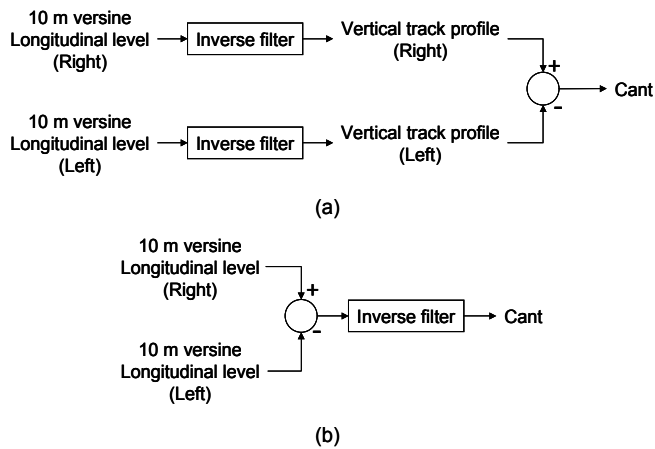 10 m versine
Longitudinal level
(Right)
Inverse filter
Vertical track profile
(Right)
+
-
Cant
10 m versine
Longitudinal level
(Left)
Inverse filter
Vertical track profile
(Left)
(a)
10 m versine
Longitudinal level
(Right)
+
-
Inverse filter
Cant
10 m versine
Longitudinal level
(Left)
(b)